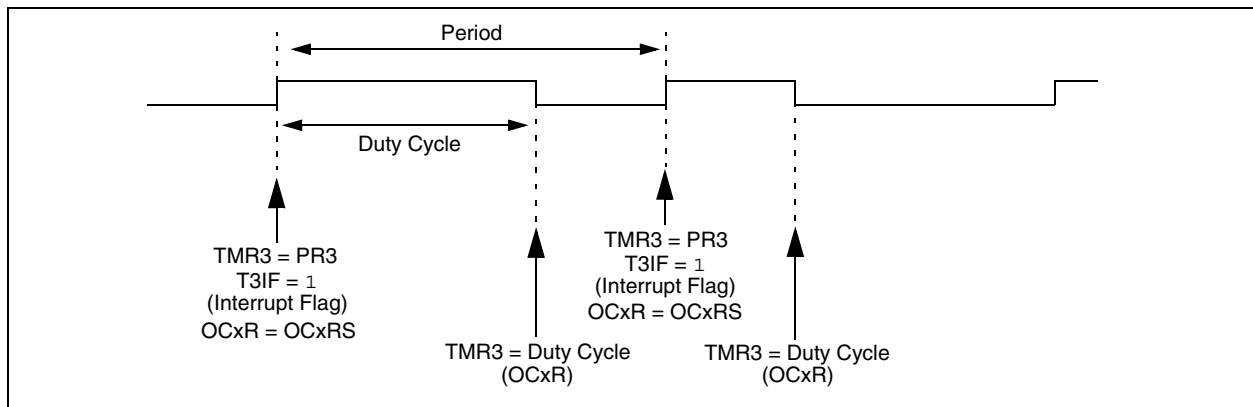 Period
Duty Cycle
TMR3 = PR3
T3IF = 1
(Interrupt Flag)
OCxR = OCxRS
TMR3 = Duty Cycle
(OCxR)
TMR3 = PR3
T3IF = 1
(Interrupt Flag)
OCxR = OCxRS
TMR3 = Duty Cycle
(OCxR)